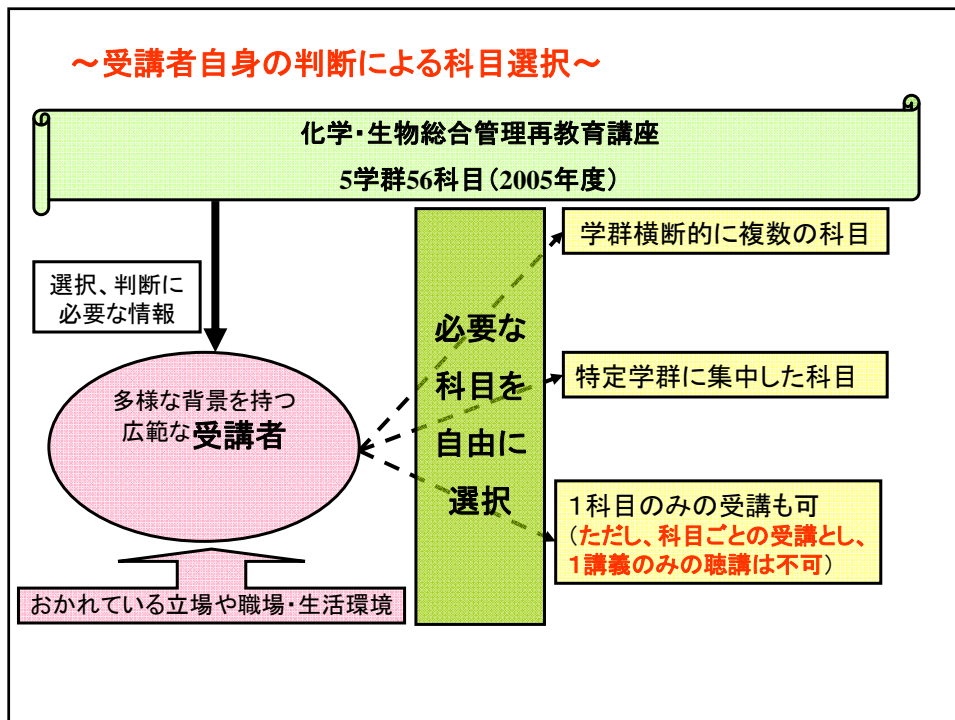 ～受講者自身の判断による科目選択～
化学・生物総合管理再教育講座
5学群56科目（2005年度）
選択、判断に
必要な情報
多様な背景を持つ
広範な受講者
おかれている立場や職場・生活環境
必要な
科目を
自由に
選択
学群横断的に複数の科目
特定学群に集中した科目
１科目のみの受講も可
（ただし、科目ごとの受講とし、
１講義のみの聴講は不可）